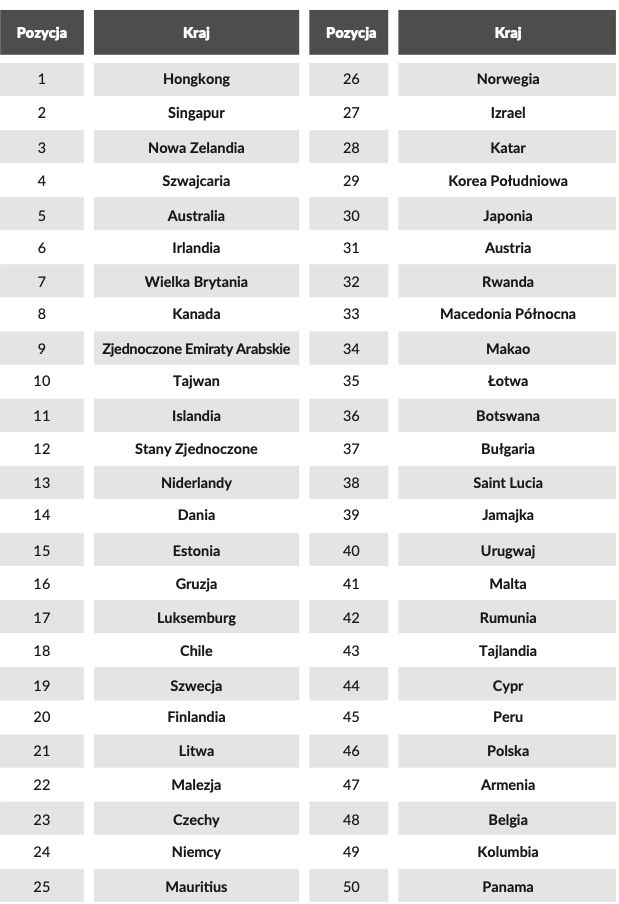 Pozycja Kraj Pozycja Kraj
1 Hongkong 26 Norwegia
2 Singapur 27 Izrael
3 Nowa Zelandia 28 Katar
4 Szwajcaria 29 Korea Południowa
5 Australia 30 Japonia
6 Irlandia 31 Austria
7 Wielka Brytania 32 Rwanda
8 Kanada 33 Macedonia Północna
9 Zjednoczone Emiraty Arabskie 34 Makao
10 Tajwan 35 Łotwa
11 Islandia 36 Botswana
12 Stany Zjednoczone 37 Bułgaria
13 Niderlandy 38 Saint Lucia
14 Dania 39 Jamajka
15 Estonia 40 Urugwaj
16 Gruzja 41 Malta
17 Luksemburg 42 Rumunia
18 Chile 43 Tajlandia
19 Szwecja 44 Cypr
20 Finlandia 45 Peru
21 Litwa 46 Polska
22 Malezja 47 Armenia
23 Czechy 48 Belgia
24 Niemcy 49 Kolumbia
25 Mauritius 50 Panama